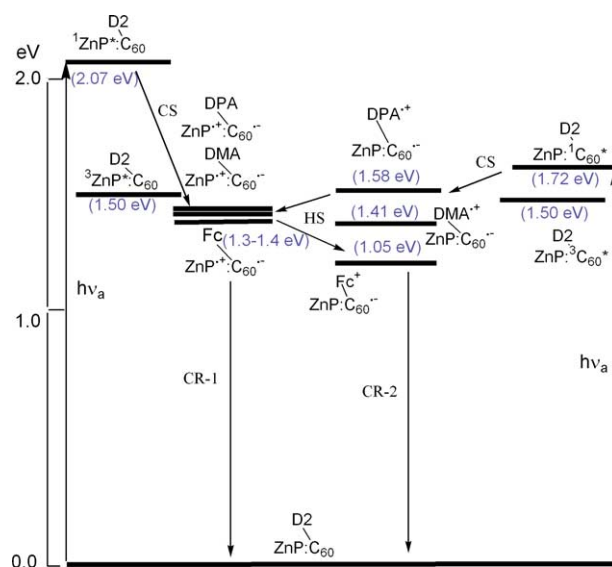 D2
¹ZnP*:C₆₀
eV
(2.07 eV)
2.0
CS
DPA
ZnP•⁺:C₆₀•⁻
DMA
ZnP•⁺:C₆₀•⁻
D2
³ZnP*:C₆₀
(1.50 eV)
Fc
(1.3-1.4 eV)
ZnP•⁺:C₆₀•⁻
HS
DPA•⁺
ZnP:C₆₀•⁻
(1.58 eV)
(1.41 eV)
DMA•⁺
ZnP:C₆₀•⁻
(1.05 eV)
Fc⁺
ZnP:C₆₀•⁻
CS
D2
ZnP:¹C₆₀*
(1.72 eV)
(1.50 eV)
D2
ZnP:³C₆₀*
hνₐ
1.0
CR-1
CR-2
hνₐ
D2
ZnP:C₆₀
0.0